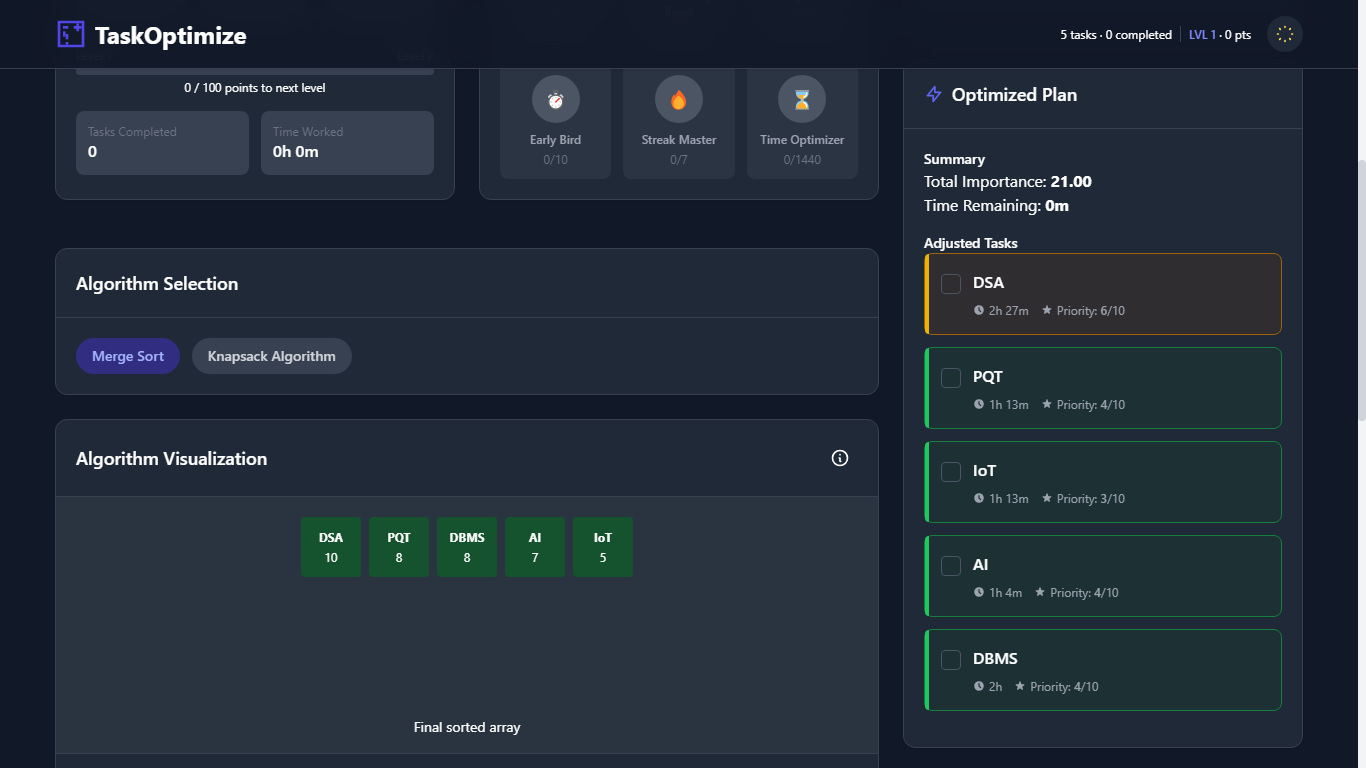 TaskOptimize
5 tasks · 0 completed
LVL 1 · 0 pts
0 / 100 points to next level
Tasks Completed
0
Time Worked
0h 0m
Early Bird
0/10
Streak Master
0/7
Time Optimizer
0/1440
Algorithm Selection
Merge Sort
Knapsack Algorithm
Algorithm Visualization
DSA
10
PQT
8
DBMS
8
AI
7
IoT
5
Final sorted array
Optimized Plan
Summary
Total Importance: 21.00
Time Remaining: 0m
Adjusted Tasks
DSA
2h 27m Priority: 6/10
PQT
1h 13m Priority: 4/10
IoT
1h 13m Priority: 3/10
AI
1h 4m Priority: 4/10
DBMS
2h Priority: 4/10